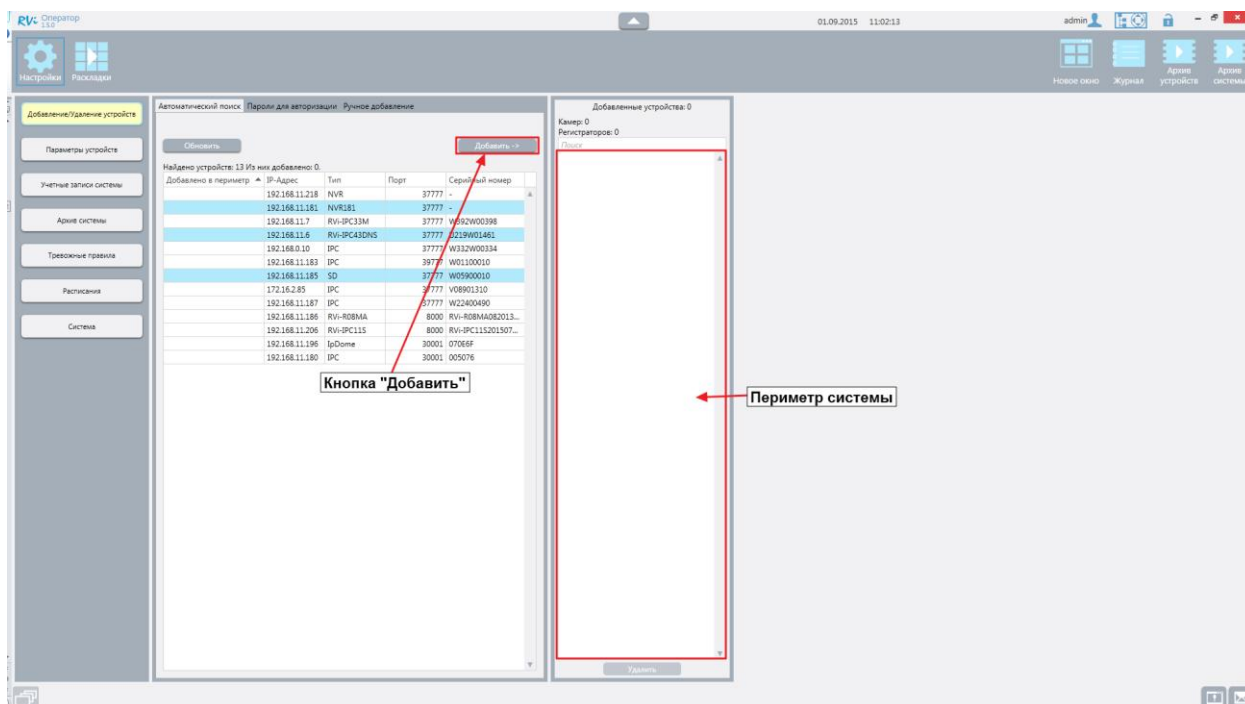 RVi Оператор
1.5.0
01.09.2015 11:02:13
admin
Настройки Раскладки
Новое окно Журнал Архив устройств Архив системы
Добавление/Удаление устройств
Параметры устройств
Учетные записи системы
Архив системы
Тревожные правила
Расписания
Система
Автоматический поиск Пароли для авторизации Ручное добавление
Обновить Добавить ->
Найдено устройств: 13 Из них добавлено: 0.
Добавлено в периметр IP-Адрес Тип Порт Серийный номер
192.168.11.218 NVR 37777 -
192.168.11.181 NVR181 37777 -
192.168.11.7 RVi-IPC33M 37777 W392W00398
192.168.11.6 RVi-IPC43DNS 37777 D219W01461
192.168.0.10 IPC 37777 W332W00334
192.168.11.183 IPC 39777 W01100010
192.168.11.185 SD 37777 W05900010
172.16.2.85 IPC 37777 V08901310
192.168.11.187 IPC 37777 W22400490
192.168.11.186 RVi-R08MA 8000 RVi-R08MA082013...
192.168.11.206 RVi-IPC11S 8000 RVi-IPC11S201507...
192.168.11.196 IpDome 30001 070E6F
192.168.11.180 IPC 30001 005076
Кнопка "Добавить"
Добавленные устройства: 0
Камер: 0
Регистраторов: 0
Поиск
Периметр системы
Удалить